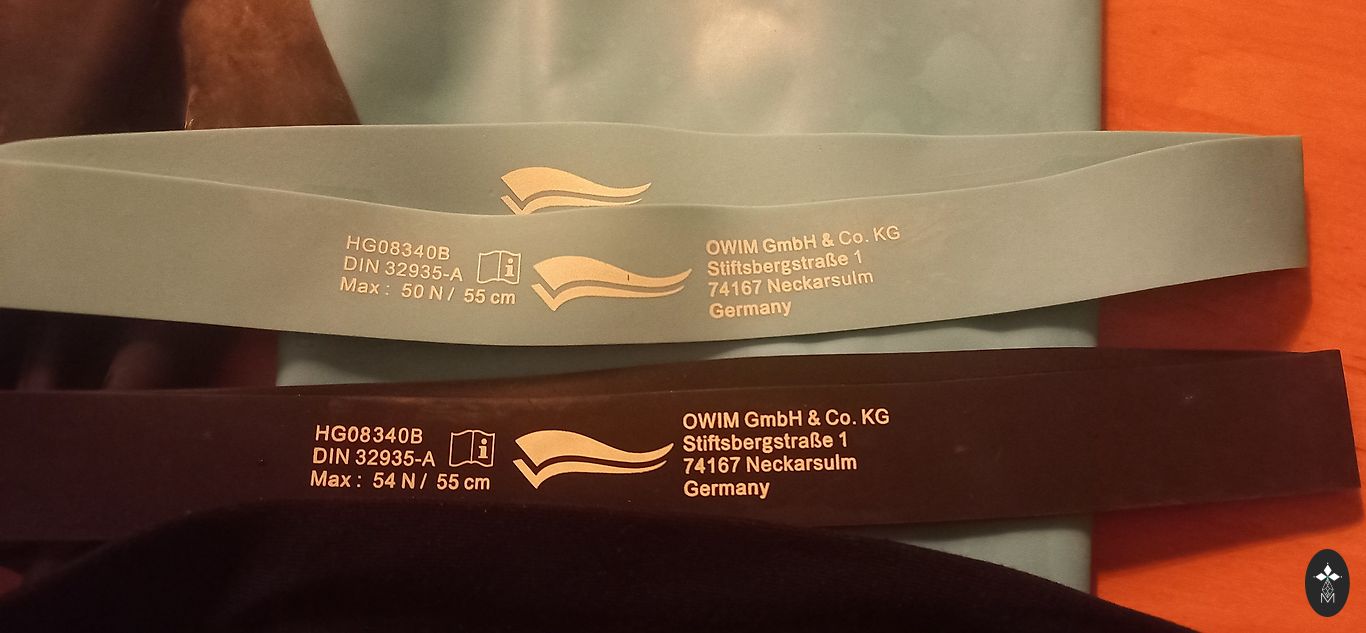 HG08340B
DIN 32935-A
Max : 50 N / 55 cm
i
OWIM GmbH & Co. KG
Stiftsbergstraße 1
74167 Neckarsulm
Germany
HG08340B
DIN 32935-A
Max : 54 N / 55 cm
i
OWIM GmbH & Co. KG
Stiftsbergstraße 1
74167 Neckarsulm
Germany
M